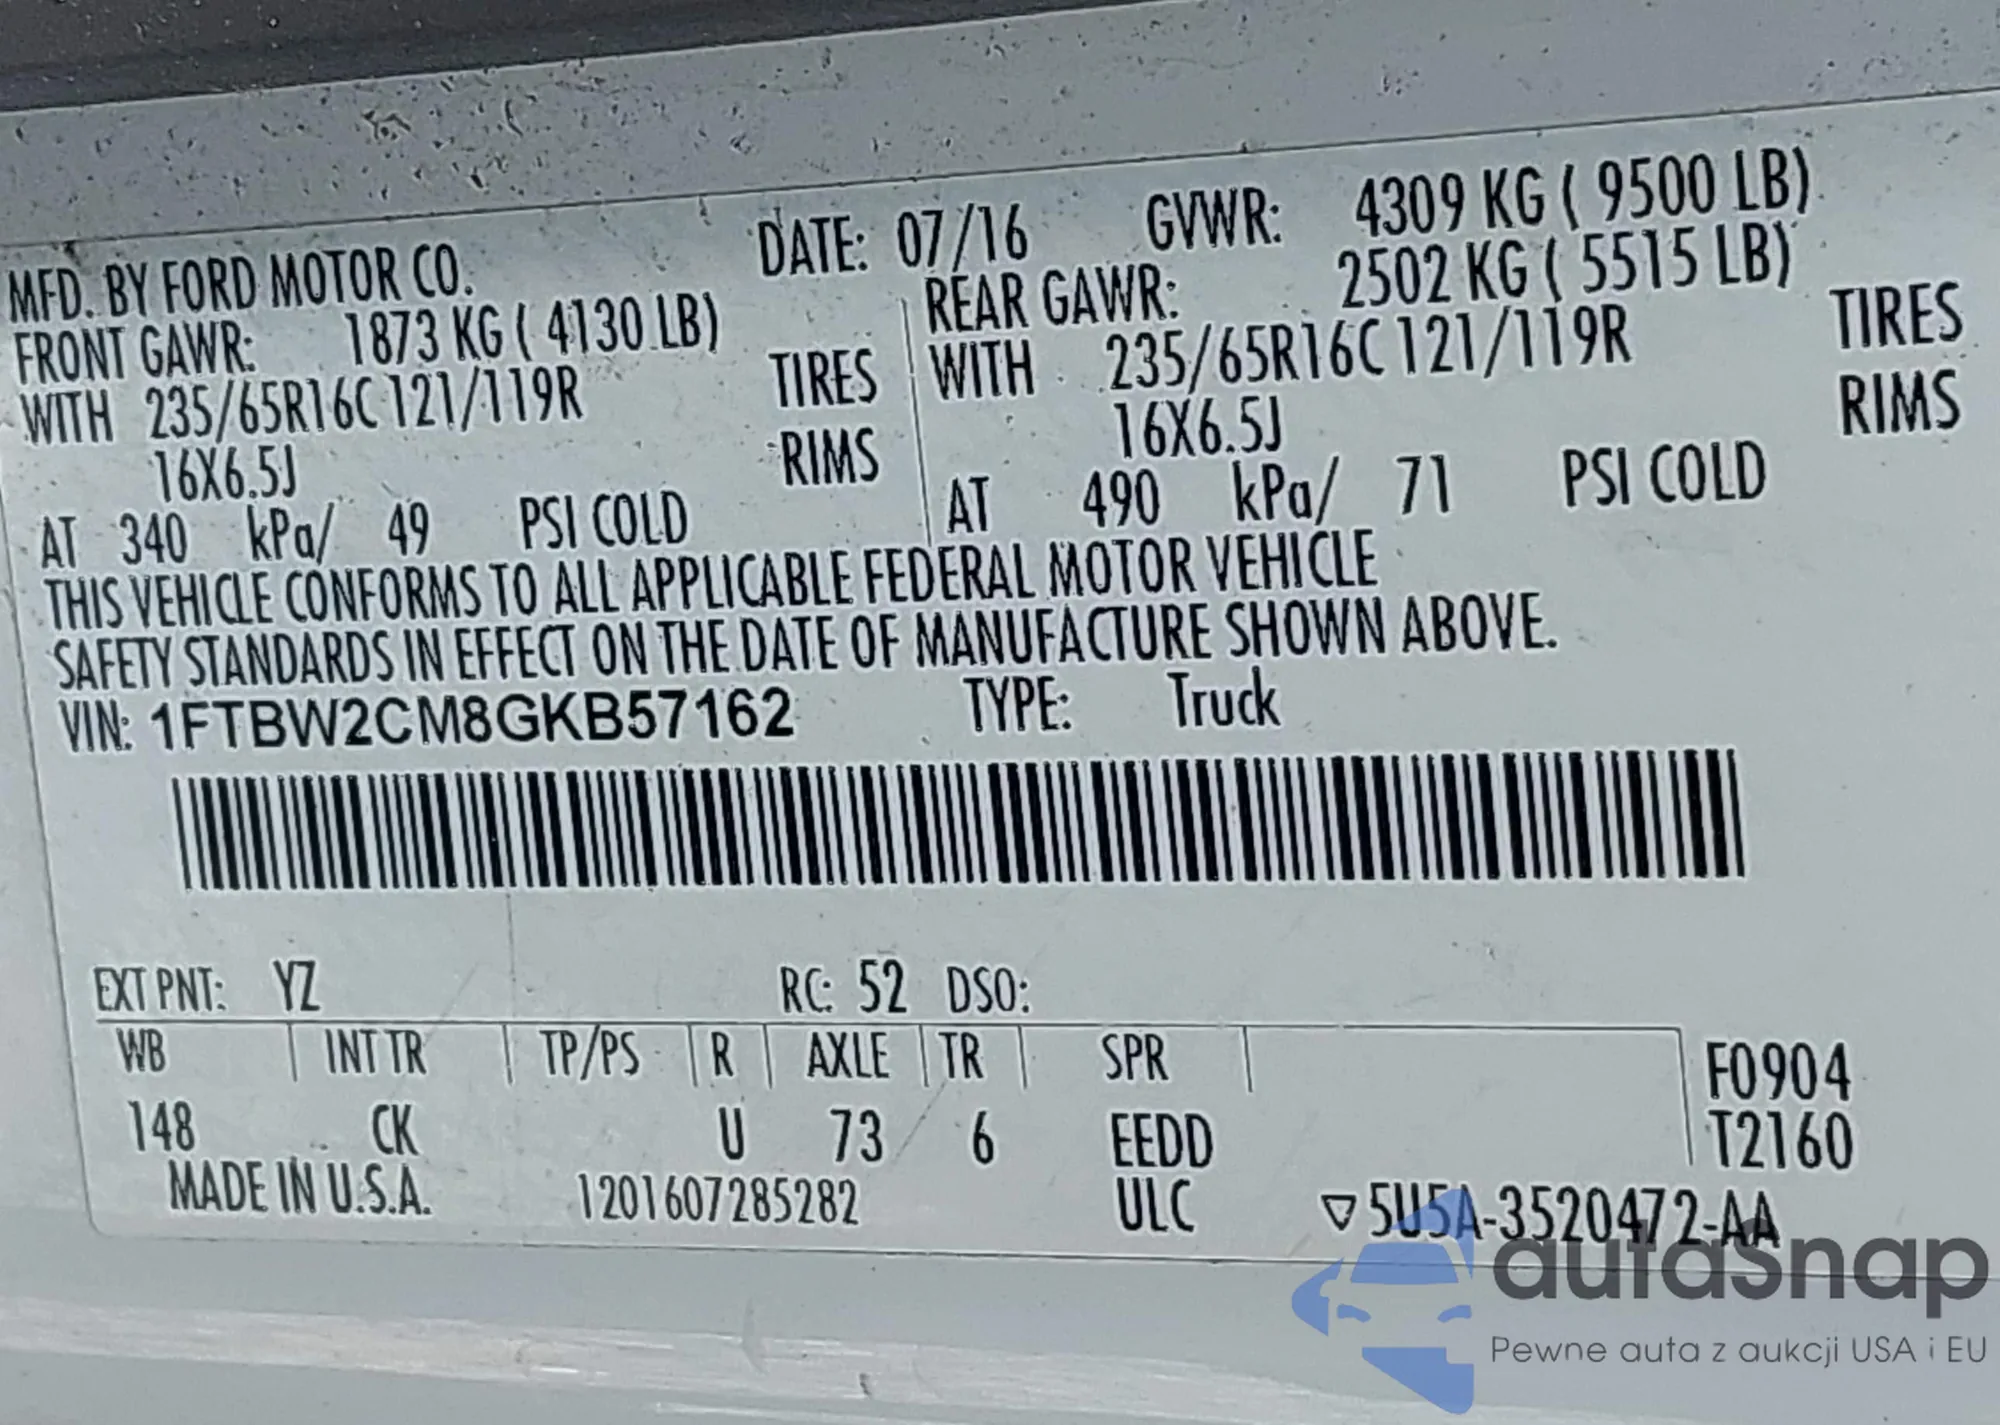 MFD. BY FORD MOTOR CO. DATE: 07/16 GVWR: 4309 KG ( 9500 LB)
FRONT GAWR: 1873 KG ( 4130 LB) REAR GAWR: 2502 KG ( 5515 LB)
WITH 235/65R16C 121/119R TIRES WITH 235/65R16C 121/119R TIRES
16X6.5J RIMS 16X6.5J RIMS
AT 340 kPa/ 49 PSI COLD AT 490 kPa/ 71 PSI COLD
THIS VEHICLE CONFORMS TO ALL APPLICABLE FEDERAL MOTOR VEHICLE
SAFETY STANDARDS IN EFFECT ON THE DATE OF MANUFACTURE SHOWN ABOVE.
VIN: 1FTBW2CM8GKB57162 TYPE: Truck
EXT PNT: YZ RC: 52 DSO:
WB INT TR TP/PS R AXLE TR SPR F0904
148 CK U 73 6 EEDD T2160
MADE IN U.S.A. 1201607285282 ULC ▽5U5A-3520472-AA
autasnap
Pewne auta z aukcji USA i EU